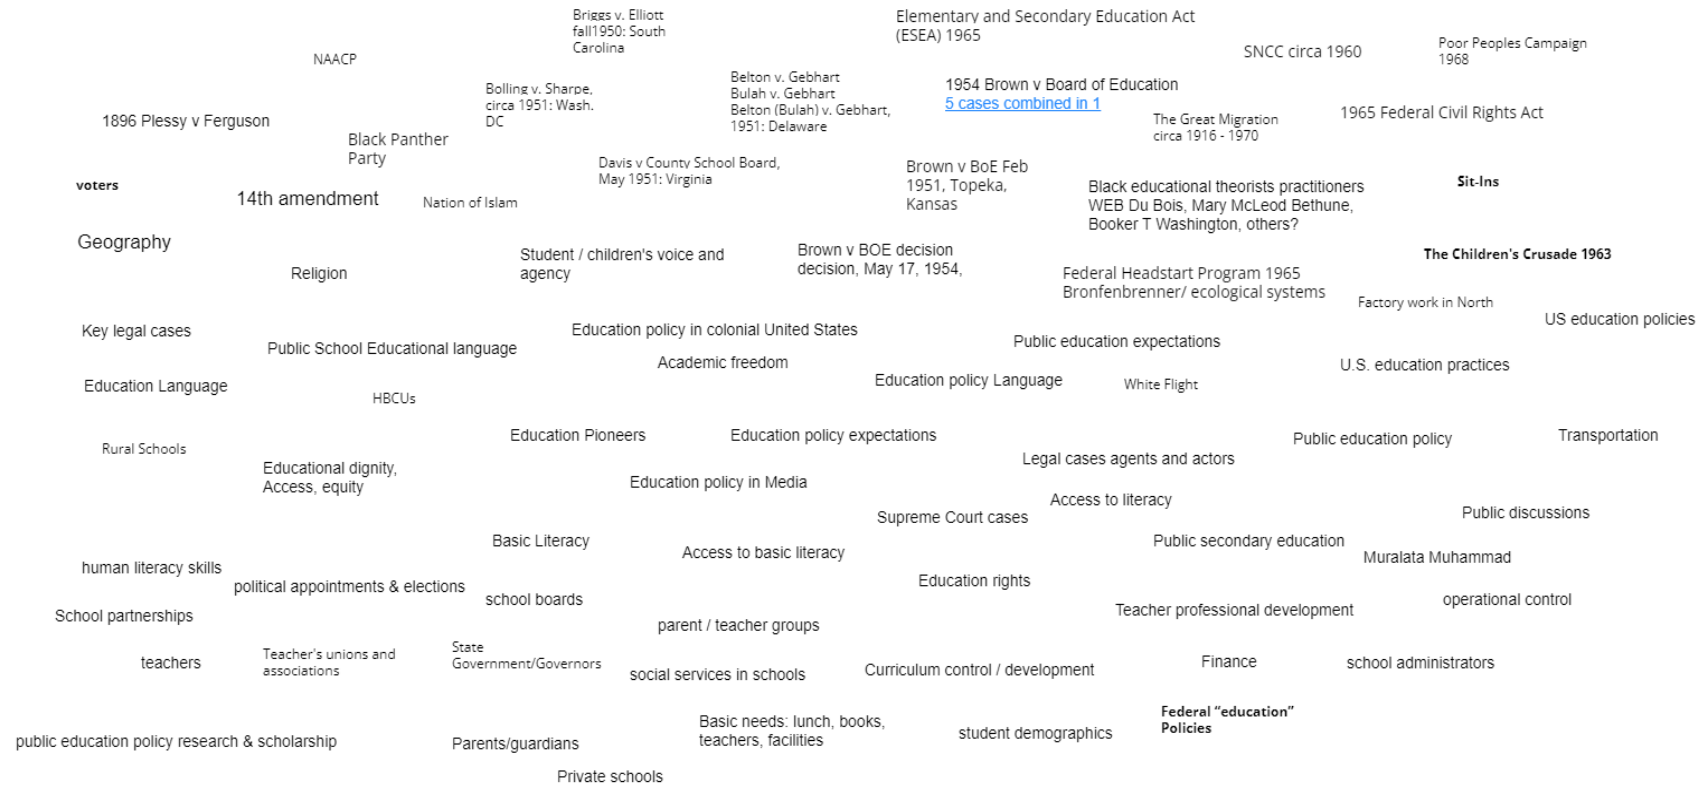 Briggs v. Elliott
fall1950: South
Carolina
Elementary and Secondary Education Act
(ESEA) 1965
NAACP
SNCC circa 1960
Poor Peoples Campaign
1968
Bolling v. Sharpe,
circa 1951: Wash.
DC
Belton v. Gebhart
Bulah v. Gebhart
Belton (Bulah) v. Gebhart,
1951: Delaware
1954 Brown v Board of Education
5 cases combined in 1
1896 Plessy v Ferguson
The Great Migration
circa 1916 - 1970
1965 Federal Civil Rights Act
Black Panther
Party
Davis v County School Board,
May 1951: Virginia
Brown v BoE Feb
1951, Topeka,
Kansas
voters
14th amendment
Nation of Islam
Black educational theorists practitioners
WEB Du Bois, Mary McLeod Bethune,
Booker T Washington, others?
Sit-Ins
Geography
Religion
Student / children's voice and
agency
Brown v BOE decision
decision, May 17, 1954,
Federal Headstart Program 1965
Bronfenbrenner/ ecological systems
The Children's Crusade 1963
Factory work in North
US education policies
Key legal cases
Public School Educational language
Education policy in colonial United States
Academic freedom
Public education expectations
U.S. education practices
Education Language
HBCUs
Education policy Language
White Flight
Rural Schools
Education Pioneers
Education policy expectations
Public education policy
Transportation
Educational dignity,
Access, equity
Education policy in Media
Legal cases agents and actors
Access to literacy
Supreme Court cases
Public discussions
Basic Literacy
Access to basic literacy
Public secondary education
Muralata Muhammad
human literacy skills
political appointments & elections
school boards
Education rights
Teacher professional development
operational control
School partnerships
parent / teacher groups
teachers
Teacher's unions and
associations
State
Government/Governors
social services in schools
Curriculum control / development
Finance
school administrators
Federal “education”
Policies
public education policy research & scholarship
Parents/guardians
Basic needs: lunch, books,
teachers, facilities
student demographics
Private schools